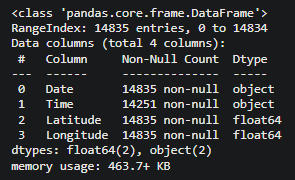 <class 'pandas.core.frame.DataFrame'>
RangeIndex: 14835 entries, 0 to 14834
Data columns (total 4 columns):
 #   Column     Non-Null Count  Dtype
---  ------     --------------  -----
 0   Date       14835 non-null  object
 1   Time       14251 non-null  object
 2   Latitude   14835 non-null  float64
 3   Longitude  14835 non-null  float64
dtypes: float64(2), object(2)
memory usage: 463.7+ KB